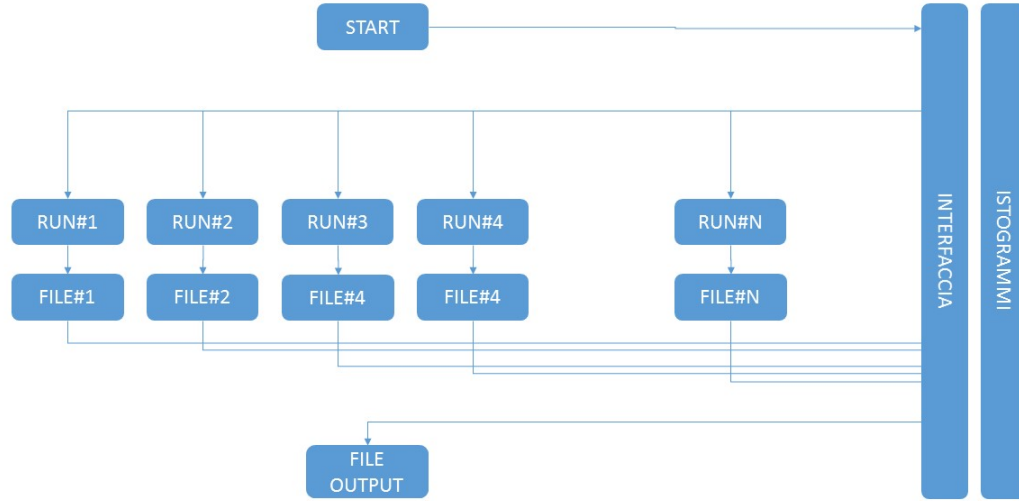 START
RUN#1
RUN#2
RUN#3
RUN#4
RUN#N
FILE#1
FILE#2
FILE#4
FILE#4
FILE#N
FILE
OUTPUT
INTERFACCIA
ISTOGRAMMI